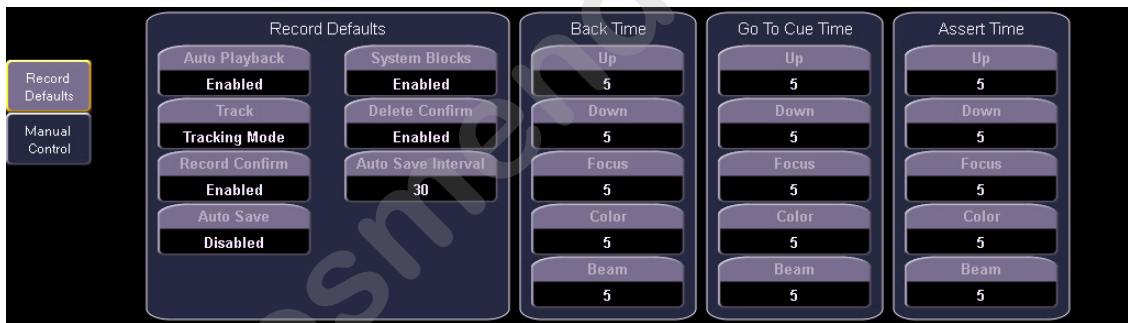 Record Defaults
Manual Control
Record Defaults
Auto Playback
Enabled
System Blocks
Enabled
Track
Tracking Mode
Delete Confirm
Enabled
Record Confirm
Enabled
Auto Save Interval
30
Auto Save
Disabled
Back Time
Up
5
Down
5
Focus
5
Color
5
Beam
5
Go To Cue Time
Up
5
Down
5
Focus
5
Color
5
Beam
5
Assert Time
Up
5
Down
5
Focus
5
Color
5
Beam
5